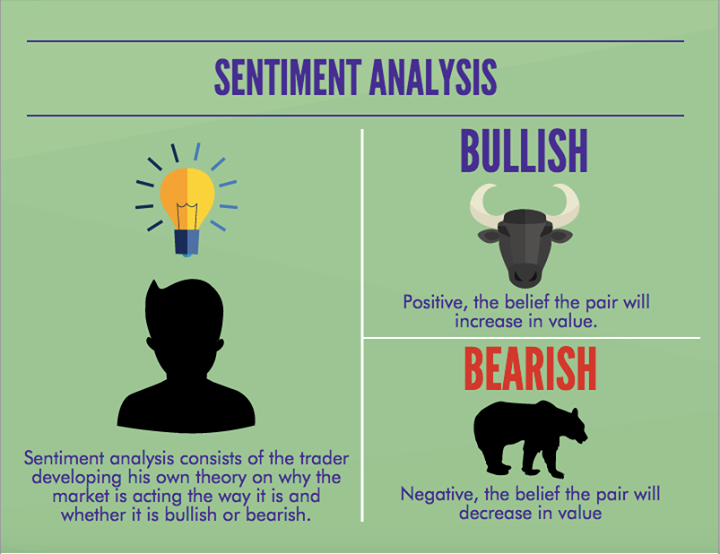 SENTIMENT ANALYSIS
Sentiment analysis consists of the trader
developing his own theory on why the
market is acting the way it is and
whether it is bullish or bearish.
BULLISH
Positive, the belief the pair will
increase in value.
BEARISH
Negative, the belief the pair will
decrease in value